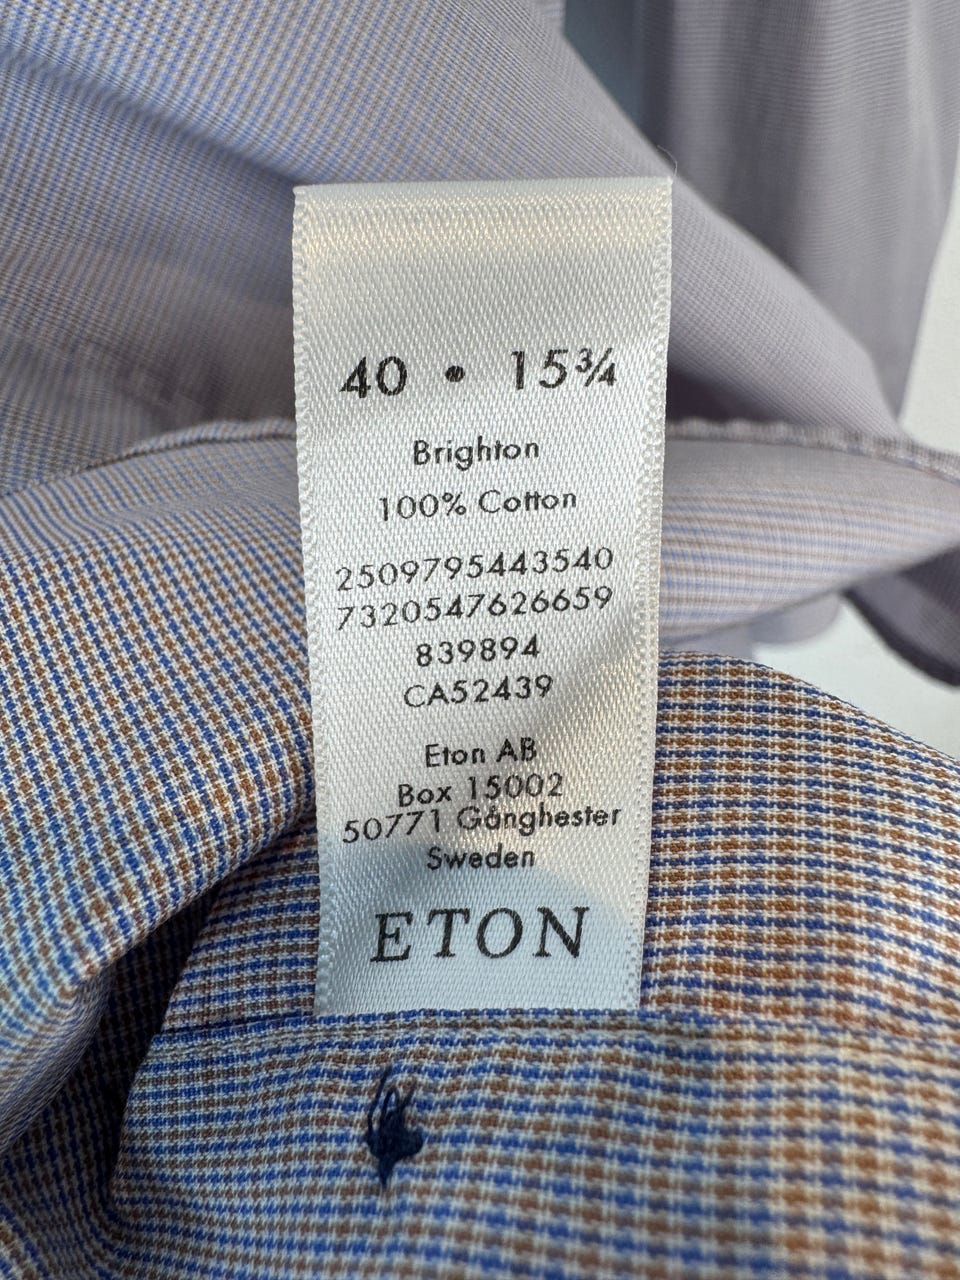 40 • 15¾
Brighton
100% Cotton
2509795443540
7320547626659
839894
CA52439
Eton AB
Box 15002
50771 Gånghester
Sweden
ETON